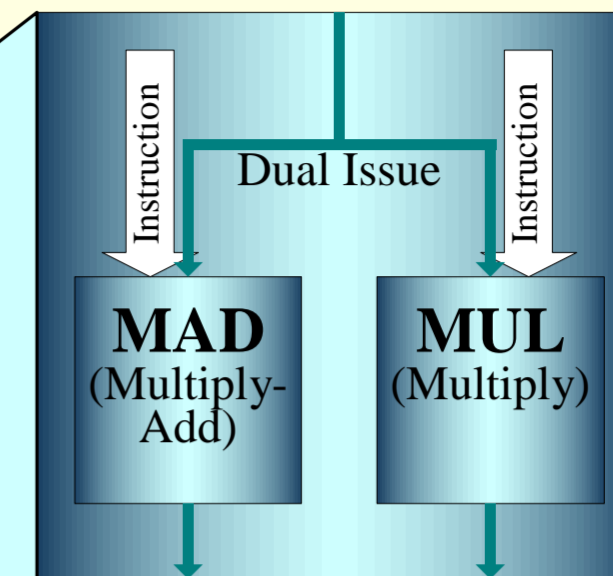 Instruction
Instruction
Dual Issue
MAD
(Multiply-
Add)
MUL
(Multiply)